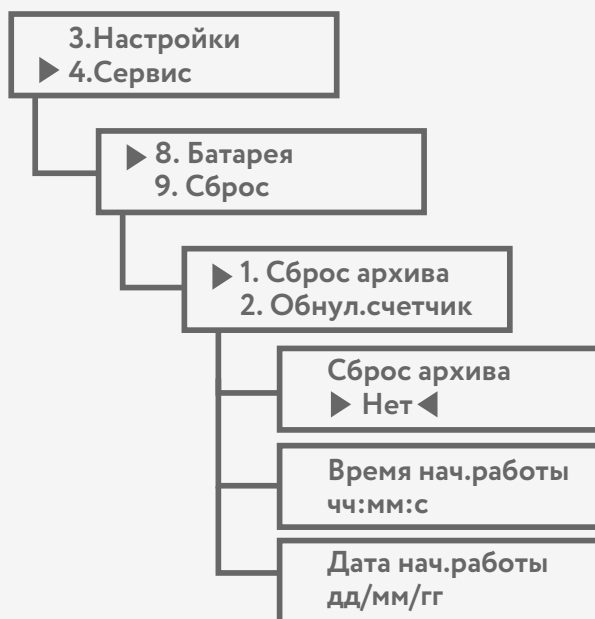 3.Настройки
4.Сервис
8. Батарея
9. Сброс
1. Сброс архива
2. Обнул.счетчик
Сброс архива
Нет
Время нач.работы
чч:мм:с
Дата нач.работы
дд/мм/гг